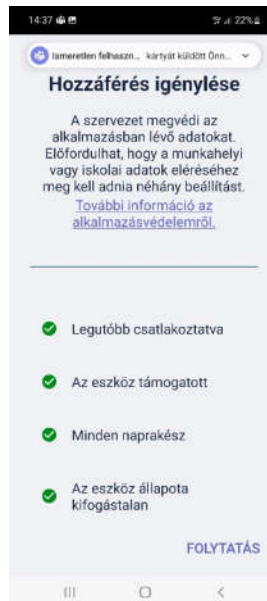 14:37 22%
Ismeretlen felhaszn... kártyát küldött Önn...
Hozzáférés igénylése
A szervezet megvédi az
alkalmazásban lévő adatokat.
Előfordulhat, hogy a munkahelyi
vagy iskolai adatok eléréséhez
meg kell adnia néhány beállítást.
További információ az
alkalmazásvédelemről.
Legutóbb csatlakoztatva
Az eszköz támogatott
Minden naprakész
Az eszköz állapota
kifogástalan
FOLYTATÁS